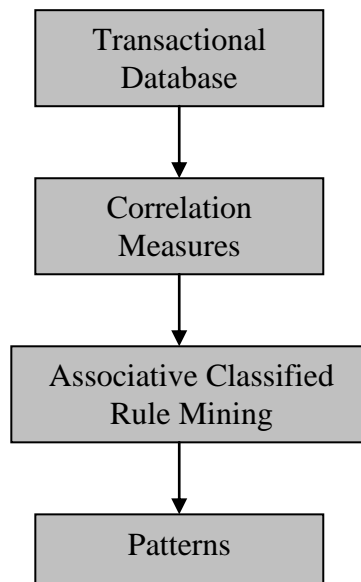 Transactional
Database
Correlation
Measures
Associative Classified
Rule Mining
Patterns